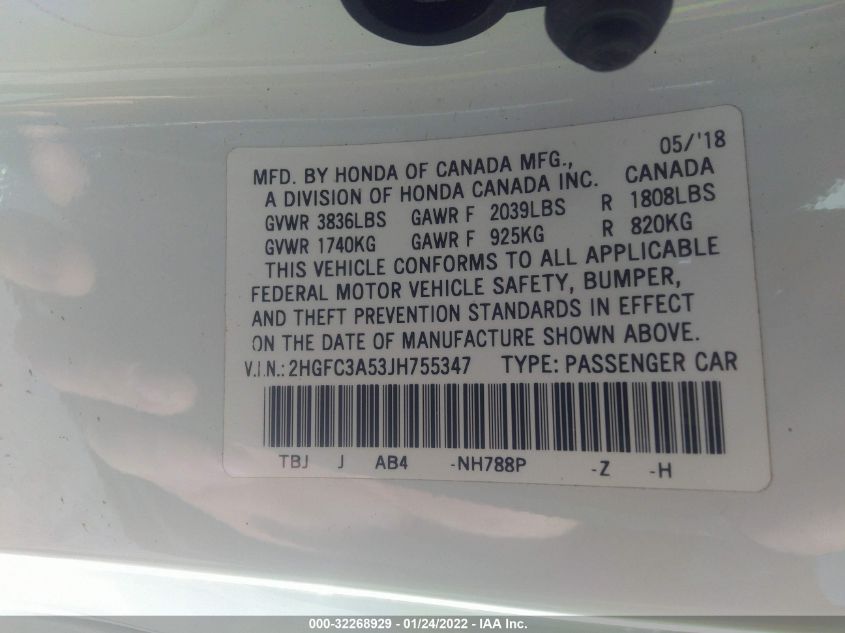 05/'18
MFD. BY HONDA OF CANADA MFG., CANADA
A DIVISION OF HONDA CANADA INC.
GVWR 3836LBS GAWR F 2039LBS R 1808LBS
GVWR 1740KG GAWR F 925KG R 820KG
THIS VEHICLE CONFORMS TO ALL APPLICABLE
FEDERAL MOTOR VEHICLE SAFETY, BUMPER,
AND THEFT PREVENTION STANDARDS IN EFFECT
ON THE DATE OF MANUFACTURE SHOWN ABOVE.
V.I.N.: 2HGFC3A53JH755347 TYPE: PASSENGER CAR
TBJ J AB4 -NH788P -Z -H
000-32268929 - 01/24/2022 - IAA Inc.